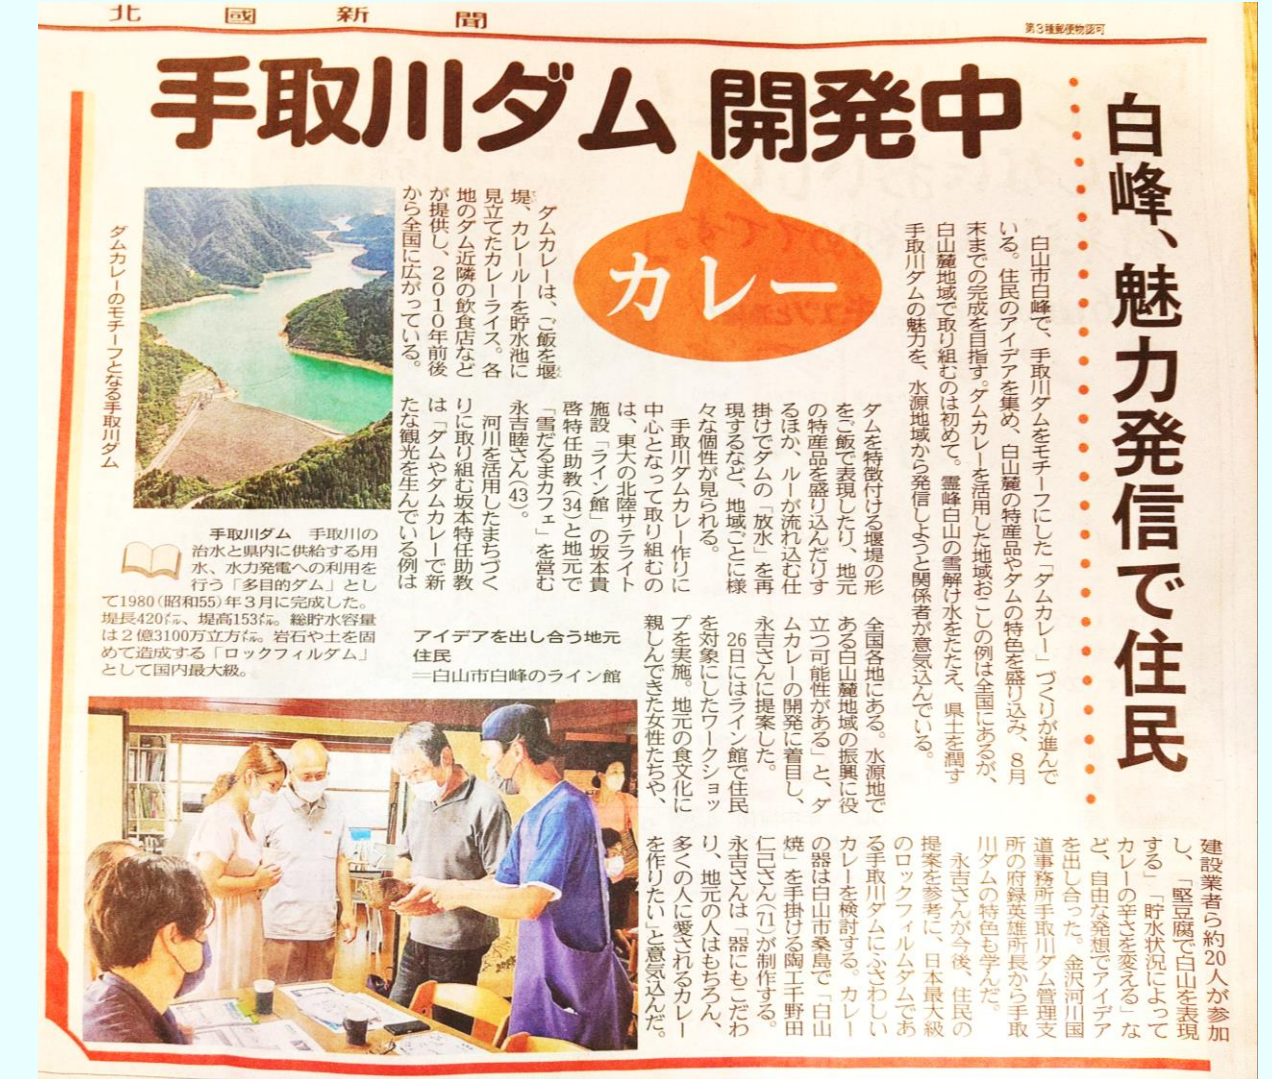 北國新聞
第3種郵便物認可
手取川ダム
カレー
開発中
白峰、魅力発信で住民
白山市白峰で、手取川ダムをモチーフにした「ダムカレー」づくりが進んで
いる。住民のアイデアを集め、白山麓の特産品やダムの特色を盛り込み、8月
末までの完成を目指す。ダムカレーを活用した地域おこしの例は全国にあるが、
白山麓地域で取り組むのは初めて。霊峰白山の雪解け水をたたえ、県土を潤す
手取川ダムの魅力を、水源地域から発信しようと関係者が意気込んでいる。
ダムカレーは、ご飯を堰
堤、カレールーを貯水池に
見立てたカレーライス。各
地のダム近隣の飲食店など
が提供し、2010年前後
から全国に広がっている。
ダムを特徴付ける堰堤の形
をご飯で表現したり、地元
の特産品を盛り込んだりす
るほか、ルーが流れ込む仕
掛けでダムの「放水」を再
現するなど、地域ごとに様
々な個性が見られる。
手取川ダムカレー作りに
中心となって取り組むの
は、東大の北陸サテライト
施設「ライン館」の坂本貴
啓特任助教(34)と地元で
「雪だるまカフェ」を営む
永吉睦さん(43)。
河川を活用したまちづく
りに取り組む坂本特任助教
は「ダムやダムカレーで新
たな観光を生んでいる例は
全国各地にある。水源地で
ある白山麓地域の振興に役
立つ可能性がある」と、ダ
ムカレーの開発に着目し、
永吉さんに提案した。
26日にはライン館で住民
を対象にしたワークショッ
プを実施。地元の食文化に
親しんできた女性たちや、
建設業者ら約20人が参加
し、「堅豆腐で白山を表現
する」「貯水状況によって
カレーの辛さを変える」な
ど、自由な発想でアイデア
を出し合った。金沢河川国
道事務所手取川ダム管理支
所の府録英雄所長から手取
川ダムの特色も学んだ。
永吉さんが今後、住民の
提案を参考に、日本最大級
のロックフィルダムであ
る手取川ダムにふさわしい
カレーを検討する。カレー
の器は白山市桑島で「白山
焼」を手掛ける陶工千野田
仁己さん(71)が制作する。
永吉さんは「器にもこだわ
り、地元の人はもちろん、
多くの人に愛されるカレー
を作りたい」と意気込んだ。
ダムカレーのモチーフとなる手取川ダム
手取川ダム 手取川の
治水と県内に供給する用
水、水力発電への利用を
行う「多目的ダム」とし
て1980(昭和55)年3月に完成した。
堤長420㍍、堤高153㍍。総貯水容量
は2億3100万立方㍍。岩石や土を固
めて造成する「ロックフィルダム」
として国内最大級。
アイデアを出し合う地元
住民
=白山市白峰のライン館